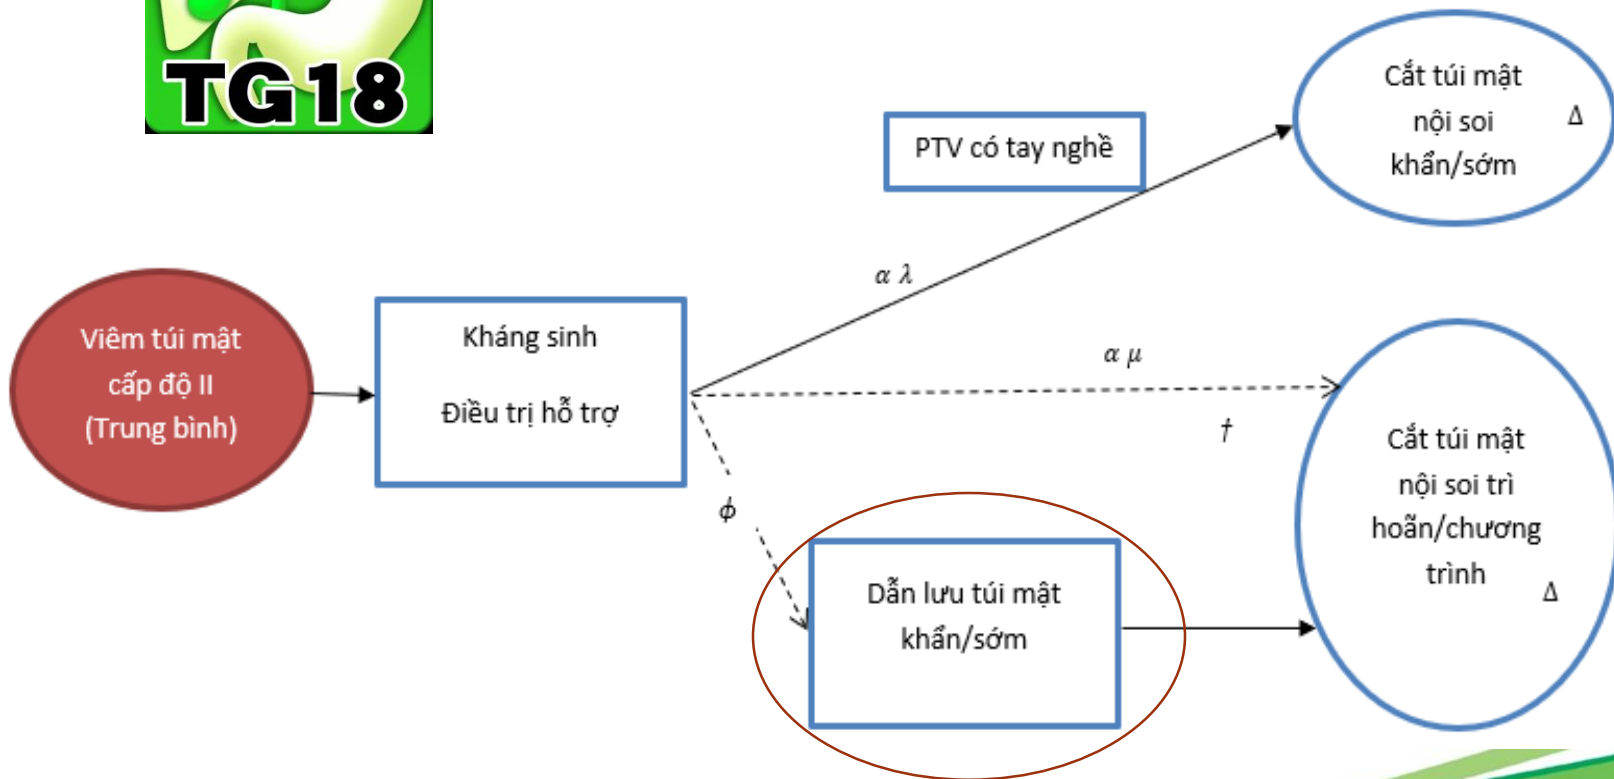 TG18
Cắt túi mật
nội soi
khẩn/sớm
Δ
PTV có tay nghề
α λ
Viêm túi mật
cấp độ II
(Trung bình)
Kháng sinh
Điều trị hỗ trợ
α μ
†
ϕ
Cắt túi mật
nội soi trì
hoãn/chương
trình
Δ
Dẫn lưu túi mật
khẩn/sớm